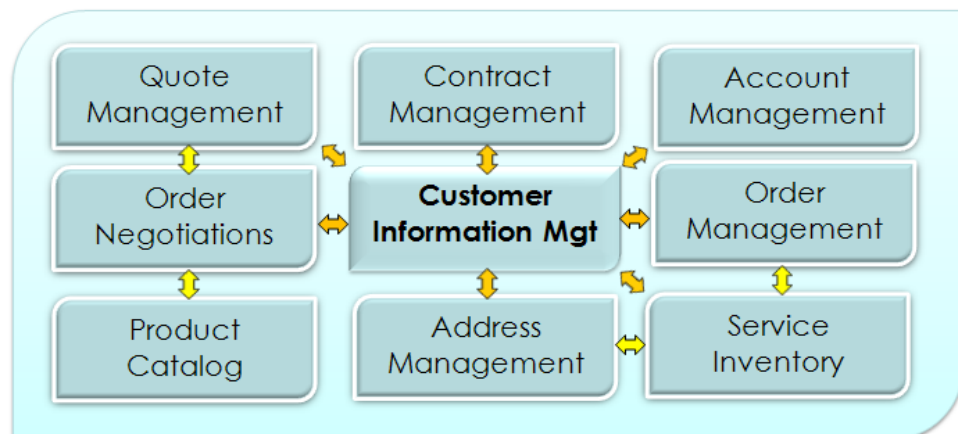 Quote
Management
Contract
Management
Account
Management
Order
Negotiations
Customer
Information Mgt
Order
Management
Product
Catalog
Address
Management
Service
Inventory